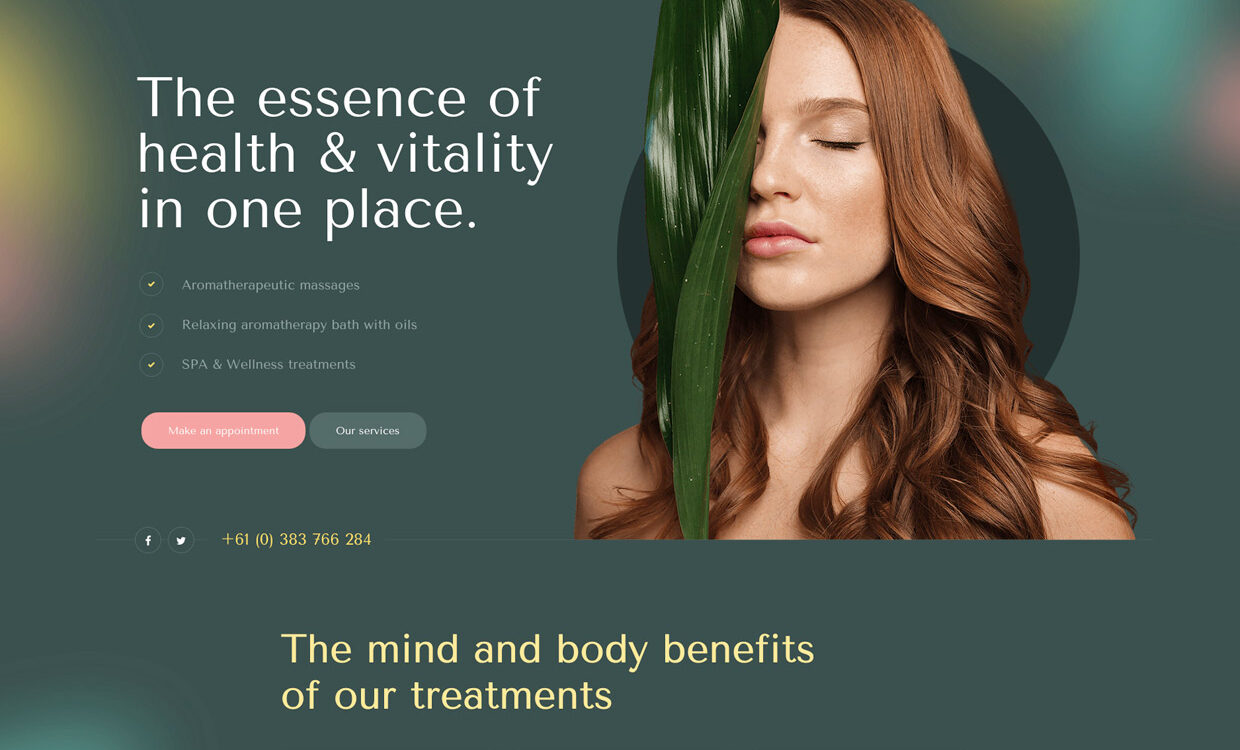 The essence of
health & vitality
in one place.
Aromatherapeutic massages
Relaxing aromatherapy bath with oils
SPA & Wellness treatments
Make an appointment
Our services
+61 (0) 383 766 284
The mind and body benefits
of our treatments